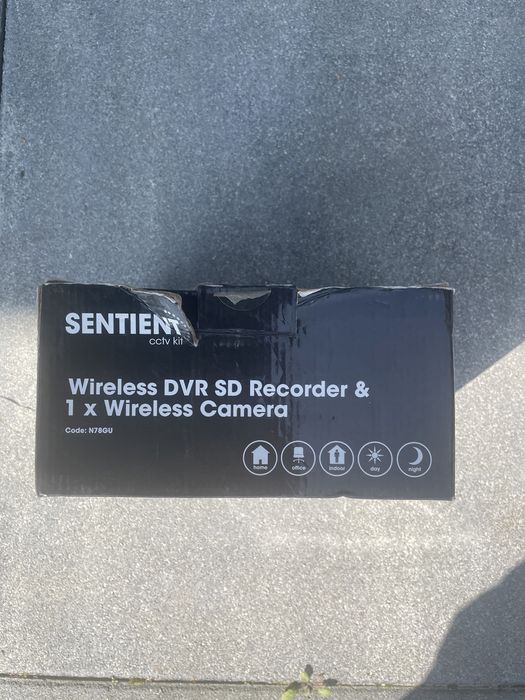 SENTIENT
cctv kit
Wireless DVR SD Recorder &
1 x Wireless Camera
Code: N78GU
home office indoor day night